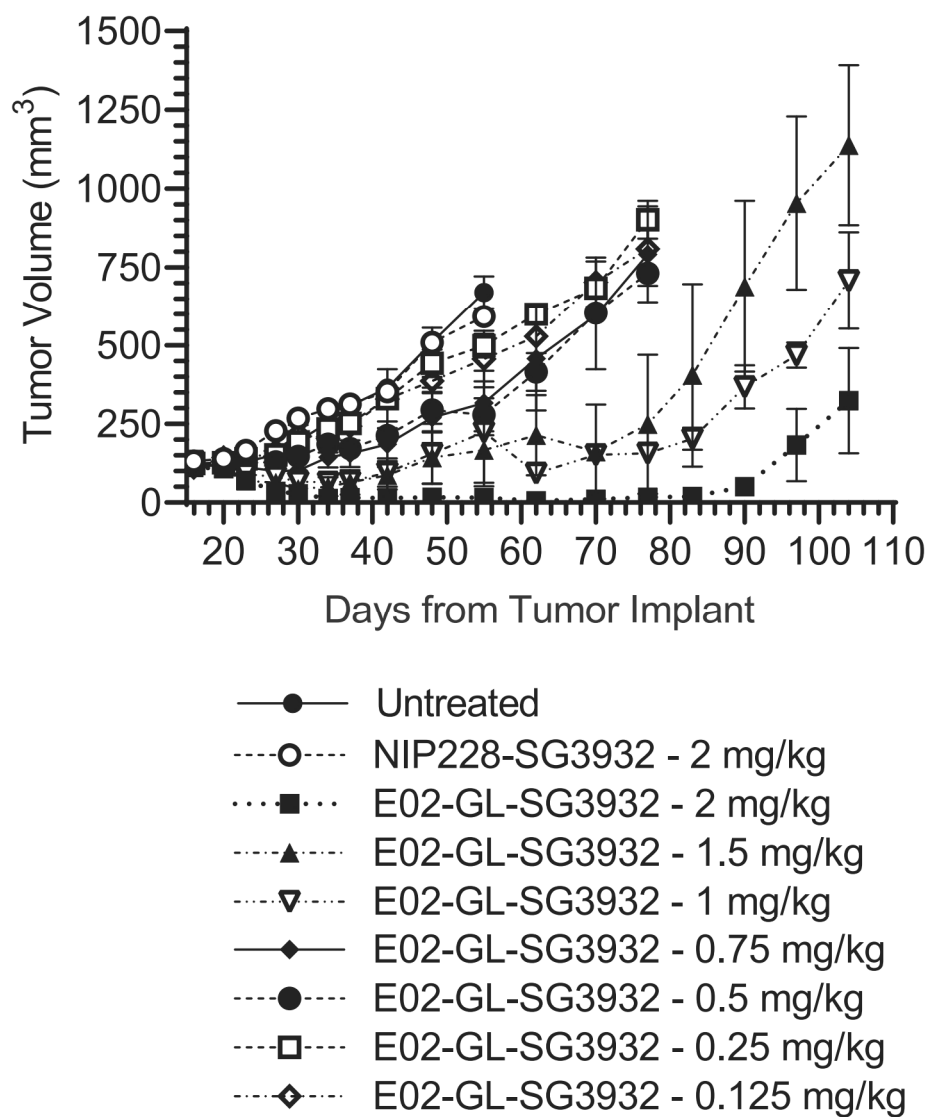 1500
1250
1000
750
500
250
0
Tumor Volume (mm³)
20 30 40 50 60 70 80 90 100 110
Days from Tumor Implant
Untreated
NIP228-SG3932 - 2 mg/kg
E02-GL-SG3932 - 2 mg/kg
E02-GL-SG3932 - 1.5 mg/kg
E02-GL-SG3932 - 1 mg/kg
E02-GL-SG3932 - 0.75 mg/kg
E02-GL-SG3932 - 0.5 mg/kg
E02-GL-SG3932 - 0.25 mg/kg
E02-GL-SG3932 - 0.125 mg/kg